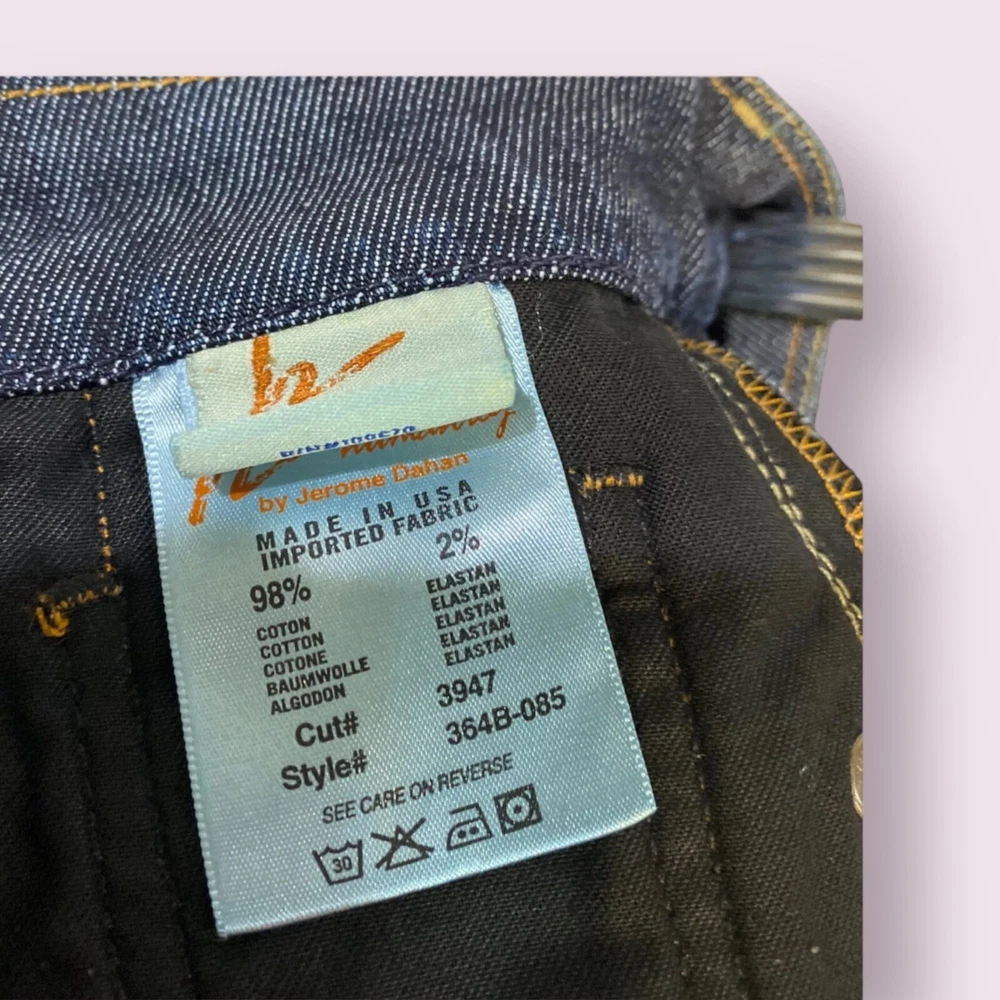 humanity
by Jerome Dahan
MADE IN USA
IMPORTED FABRIC
98% 2%
COTON ELASTAN
COTTON ELASTAN
COTONE ELASTAN
BAUMWOLLE ELASTAN
ALGODON ELASTAN
Cut# 3947
Style# 364B-085
SEE CARE ON REVERSE
30